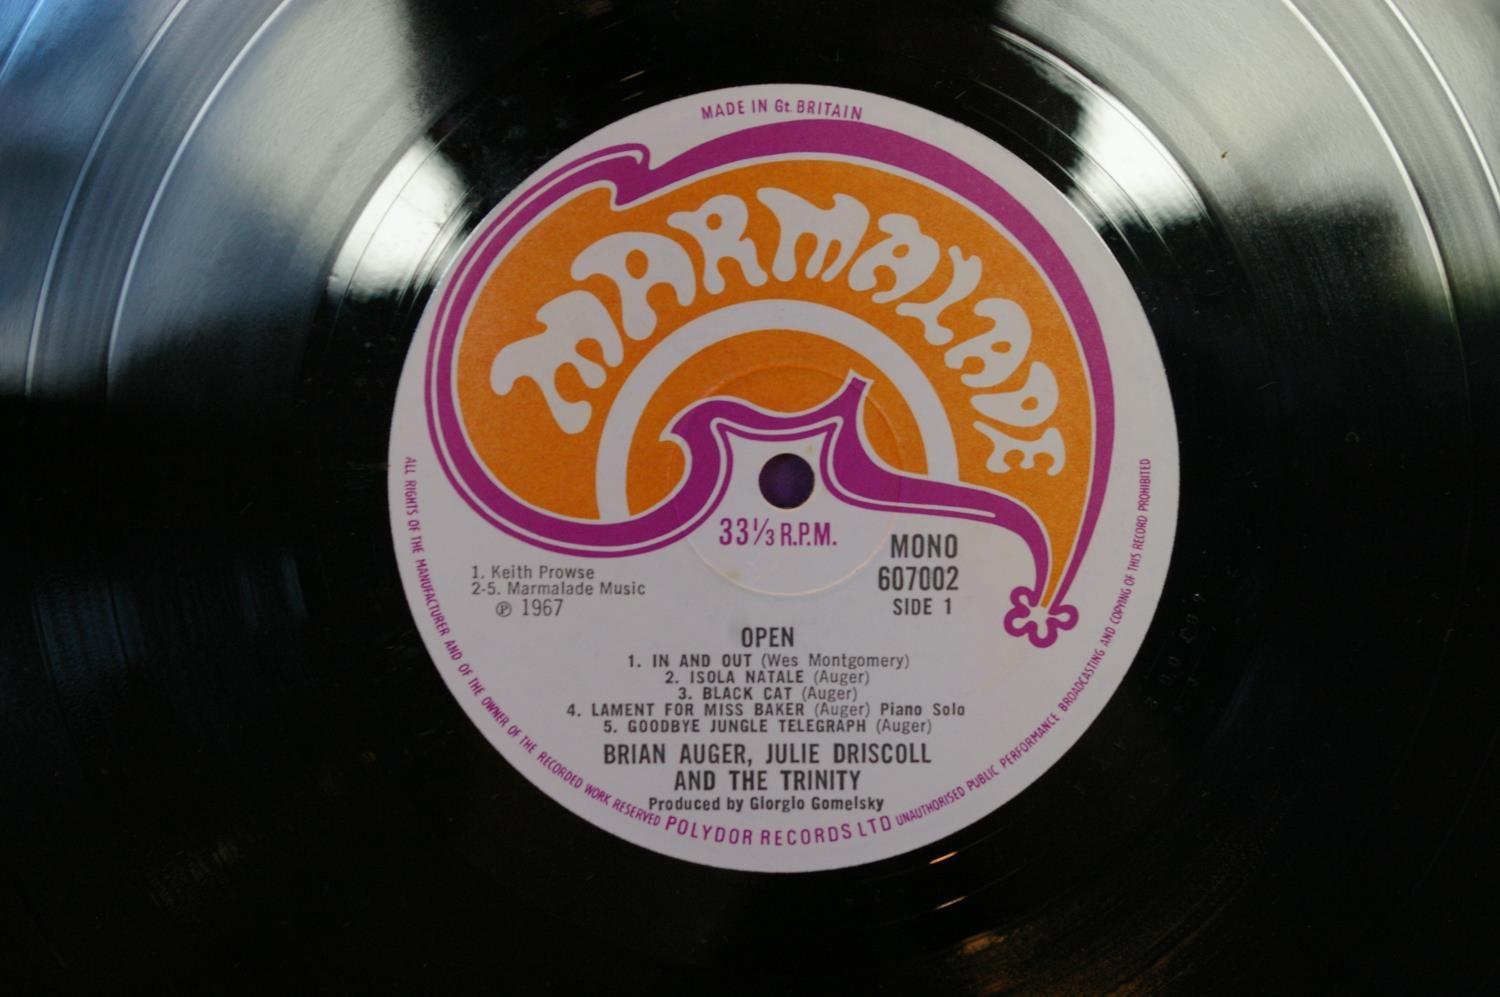 MADE IN Gt. BRITAIN
MARMALADE
33⅓ R.P.M.
MONO
607002
SIDE 1
1. Keith Prowse
2-5. Marmalade Music
℗ 1967
OPEN
1. IN AND OUT (Wes Montgomery)
2. ISOLA NATALE (Auger)
3. BLACK CAT (Auger)
4. LAMENT FOR MISS BAKER (Auger) Piano Solo
5. GOODBYE JUNGLE TELEGRAPH (Auger)
BRIAN AUGER, JULIE DRISCOLL
AND THE TRINITY
Produced by Giorgio Gomelsky
ALL RIGHTS OF THE MANUFACTURER AND OF THE OWNER OF THE RECORDED WORK RESERVED POLYDOR RECORDS LTD UNAUTHORISED PUBLIC PERFORMANCE BROADCASTING AND COPYING OF THIS RECORD PROHIBITED